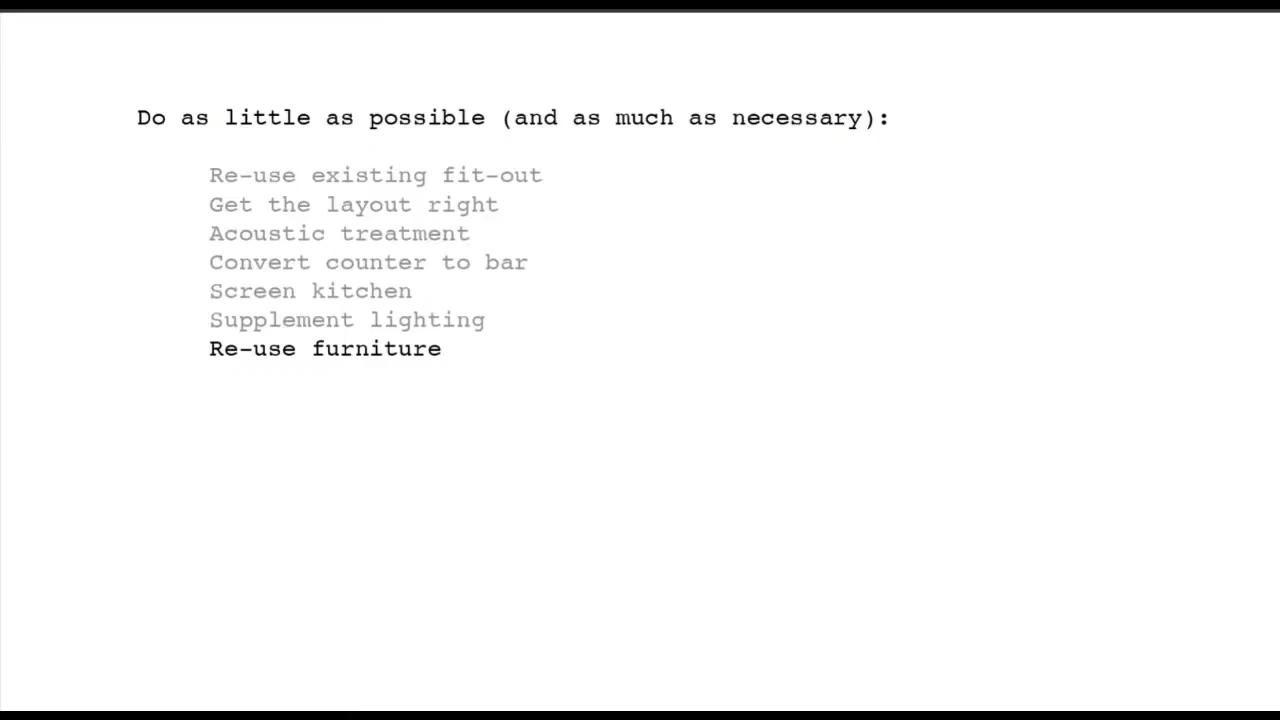 Do as little as possible (and as much as necessary):
Re-use existing fit-out
Get the layout right
Acoustic treatment
Convert counter to bar
Screen kitchen
Supplement lighting
Re-use furniture